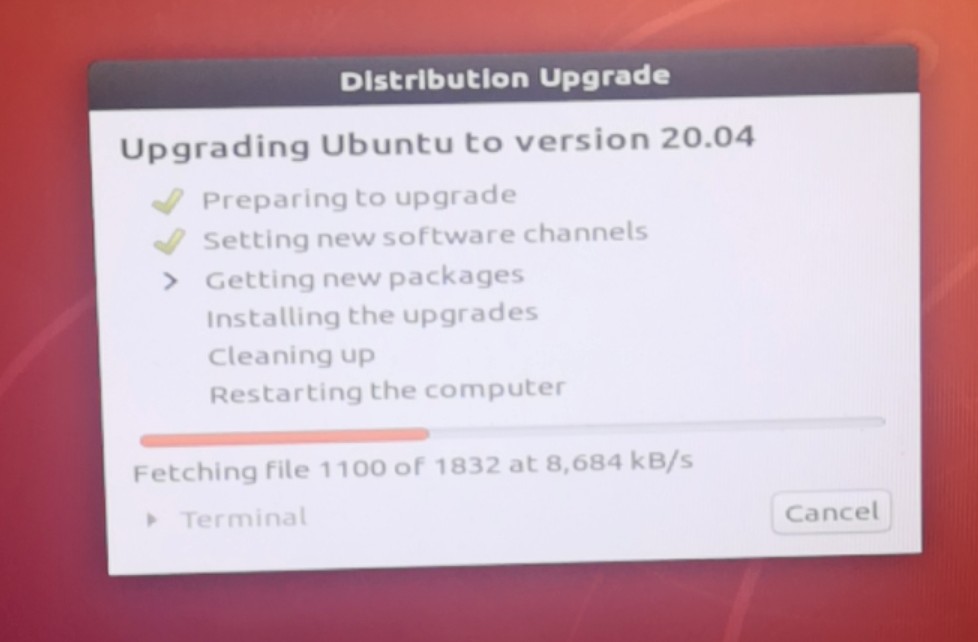 Distribution Upgrade
Upgrading Ubuntu to version 20.04
Preparing to upgrade
Setting new software channels
Getting new packages
Installing the upgrades
Cleaning up
Restarting the computer
Fetching file 1100 of 1832 at 8,684 kB/s
Terminal
Cancel